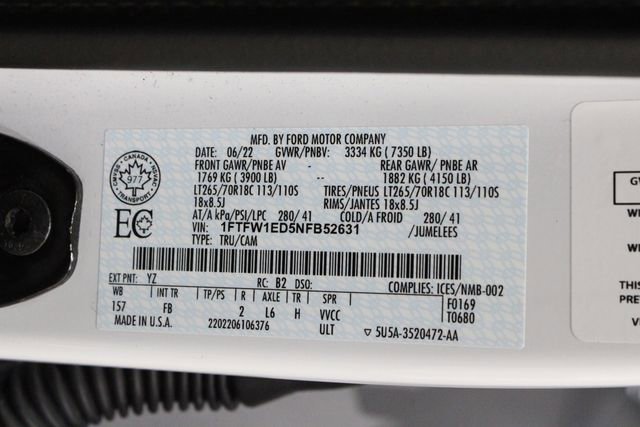 MFD. BY FORD MOTOR COMPANY
DATE: 06/22 GVWR/PNBV: 3334 KG ( 7350 LB)
FRONT GAWR/PNBE AV - REAR GAWR/ PNBE AR
1769 KG ( 3900 LB) 1882 KG ( 4150 LB)
LT265/70R18C 113/110S TIRES/PNEUS LT265/70R18C 113/110S
18x8.5J RIMS/JANTES 18x8.5J
AT/A kPa/PSI/LPC 280/ 41 COLD/A FROID 280/ 41
VIN: 1FTFW1ED5NFB52631 /JUMELEES
TYPE: TRU/CAM
CANADA
TRANSPORT
977
EC
EXT PNT: YZ RC: B2 DSO: COMPLIES: ICES/NMB-002
WB INT TR TP/PS R AXLE TR SPR F0169
157 FB 2 L6 H VVCC T0680
MADE IN U.S.A. 2202206106376 ULT 5U5A-3520472-AA